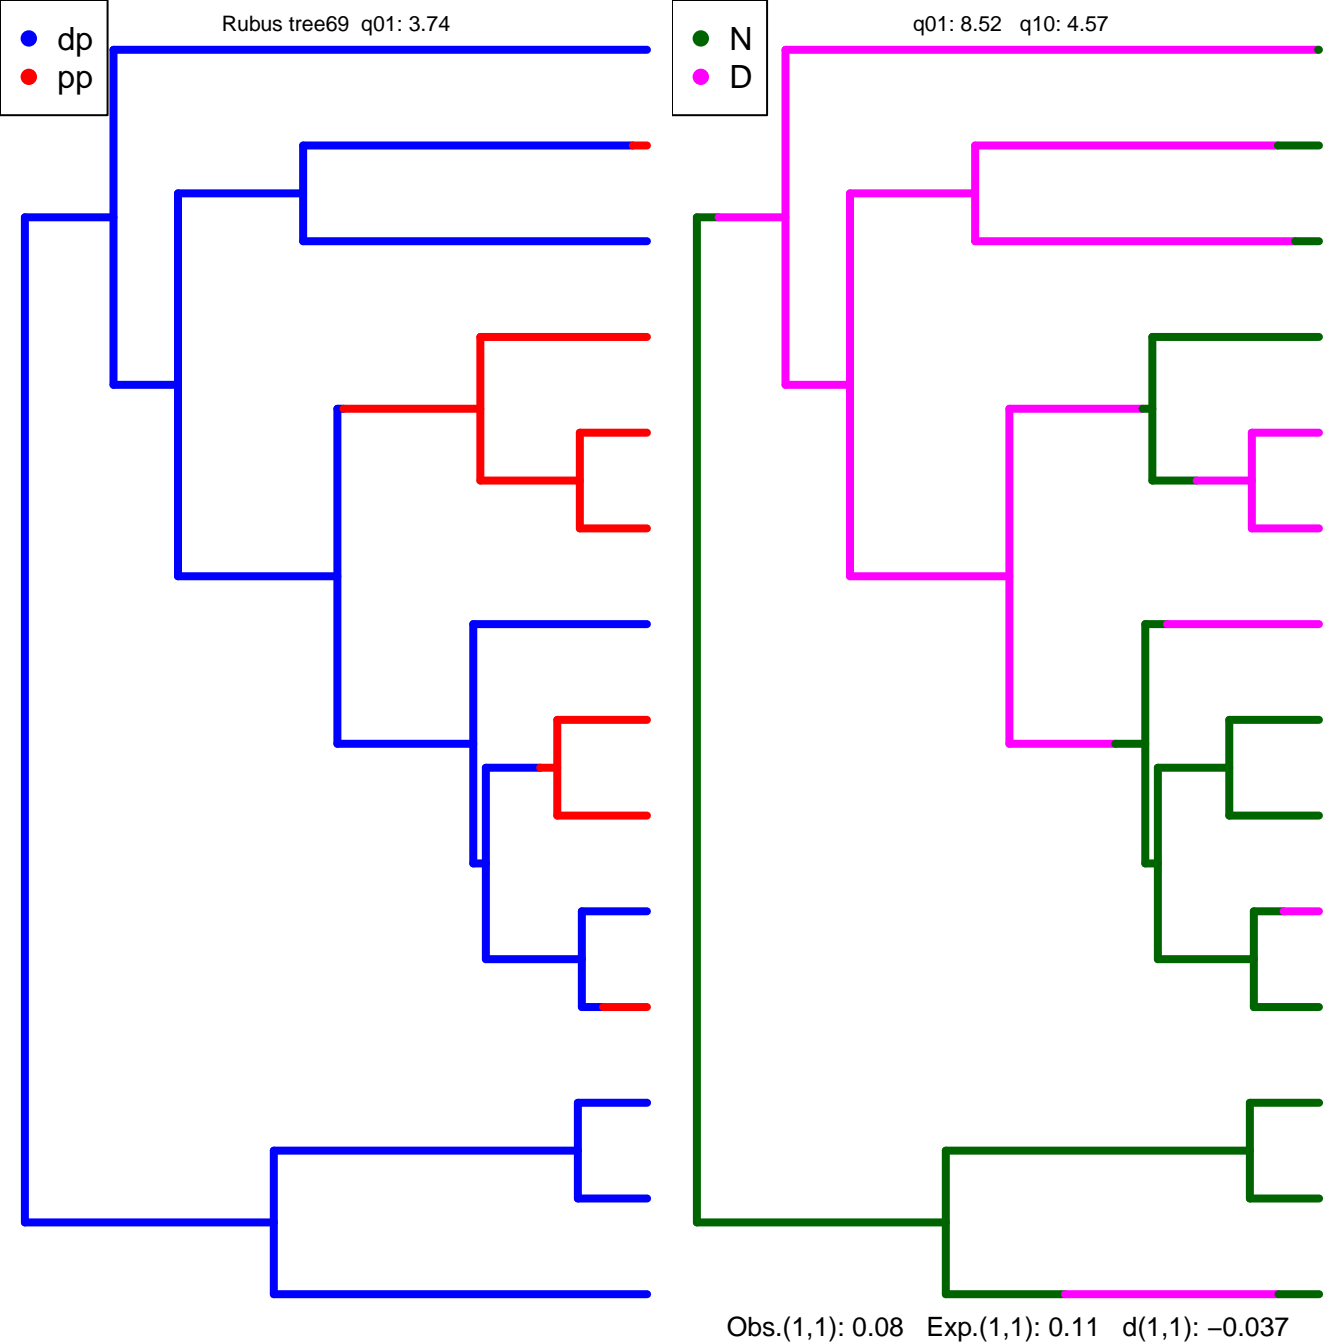 Rubus tree69 q01: 3.74
dp
pp
q01: 8.52 q10: 4.57
N
D
Obs.(1,1): 0.08 Exp.(1,1): 0.11 d(1,1): −0.037